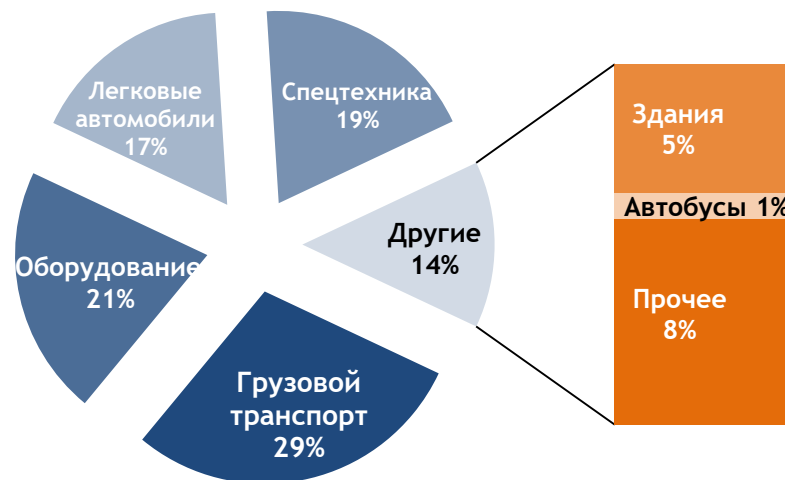 Легковые
автомобили
17%
Спецтехника
19%
Оборудование
21%
Другие
14%
Грузовой
транспорт
29%
Здания
5%
Автобусы 1%
Прочее
8%